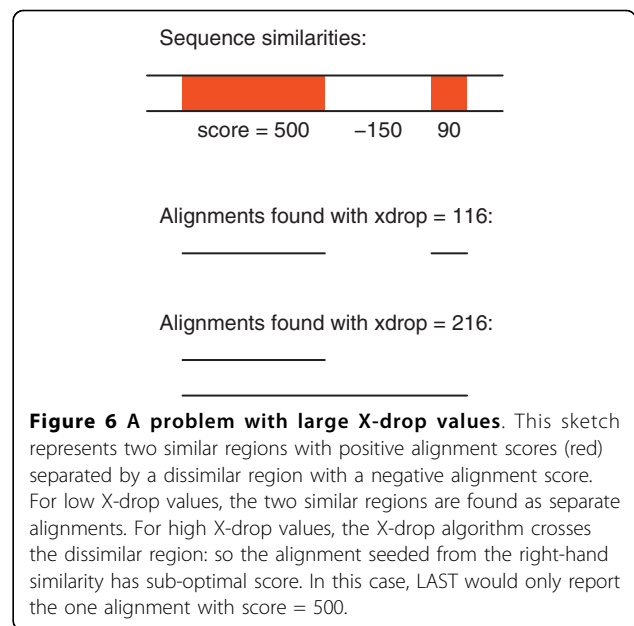 Sequence similarities:
score = 500 −150 90
Alignments found with xdrop = 116:
Alignments found with xdrop = 216:
Figure 6 A problem with large X-drop values. This sketch
represents two similar regions with positive alignment scores (red)
separated by a dissimilar region with a negative alignment score.
For low X-drop values, the two similar regions are found as separate
alignments. For high X-drop values, the X-drop algorithm crosses
the dissimilar region: so the alignment seeded from the right-hand
similarity has sub-optimal score. In this case, LAST would only report
the one alignment with score = 500.